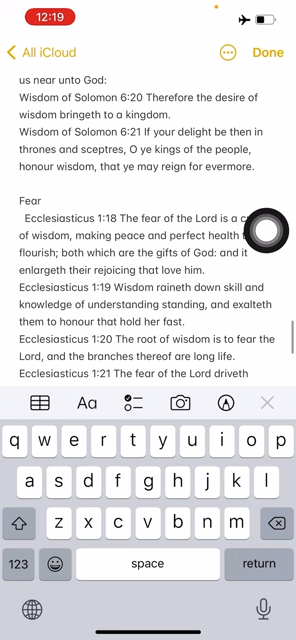 12:19
All iCloud
Done
us near unto God:
Wisdom of Solomon 6:20 Therefore the desire of
wisdom bringeth to a kingdom.
Wisdom of Solomon 6:21 If your delight be then in
thrones and sceptres, O ye kings of the people,
honour wisdom, that ye may reign for evermore.
Fear
Ecclesiasticus 1:18 The fear of the Lord is a
of wisdom, making peace and perfect health
flourish; both which are the gifts of God: and it
enlargeth their rejoicing that love him.
Ecclesiasticus 1:19 Wisdom raineth down skill and
knowledge of understanding standing, and exalteth
them to honour that hold her fast.
Ecclesiasticus 1:20 The root of wisdom is to fear the
Lord, and the branches thereof are long life.
Ecclesiasticus 1:21 The fear of the Lord driveth
Aa
q w e r t y u i o p
a s d f g h j k l
z x c v b n m
123 space return